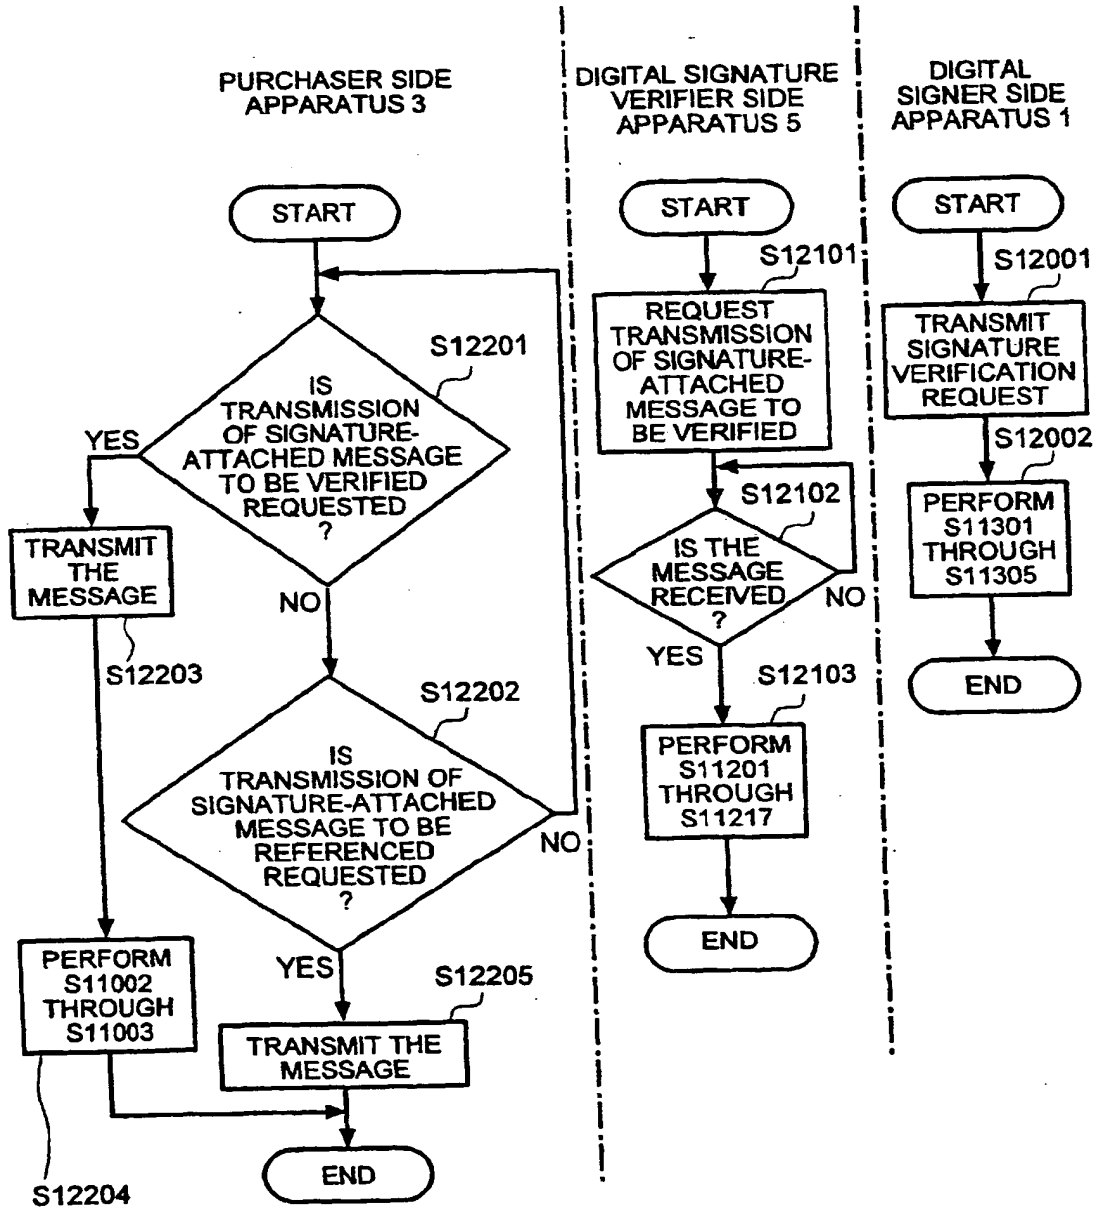 PURCHASER SIDE
APPARATUS 3
START
S12201
IS
TRANSMISSION
OF SIGNATURE-
ATTACHED MESSAGE
TO BE VERIFIED
REQUESTED
?
YES
NO
TRANSMIT
THE
MESSAGE
S12203
S12202
IS
TRANSMISSION OF
SIGNATURE-ATTACHED
MESSAGE TO BE
REFERENCED
REQUESTED
?
NO
YES
PERFORM
S11002
THROUGH
S11003
S12204
S12205
TRANSMIT THE
MESSAGE
END
DIGITAL SIGNATURE
VERIFIER SIDE
APPARATUS 5
START
S12101
REQUEST
TRANSMISSION
OF SIGNATURE-
ATTACHED
MESSAGE TO
BE VERIFIED
S12102
IS THE
MESSAGE
RECEIVED
?
NO
YES
S12103
PERFORM
S11201
THROUGH
S11217
END
DIGITAL
SIGNER SIDE
APPARATUS 1
START
S12001
TRANSMIT
SIGNATURE
VERIFICATION
REQUEST
S12002
PERFORM
S11301
THROUGH
S11305
END